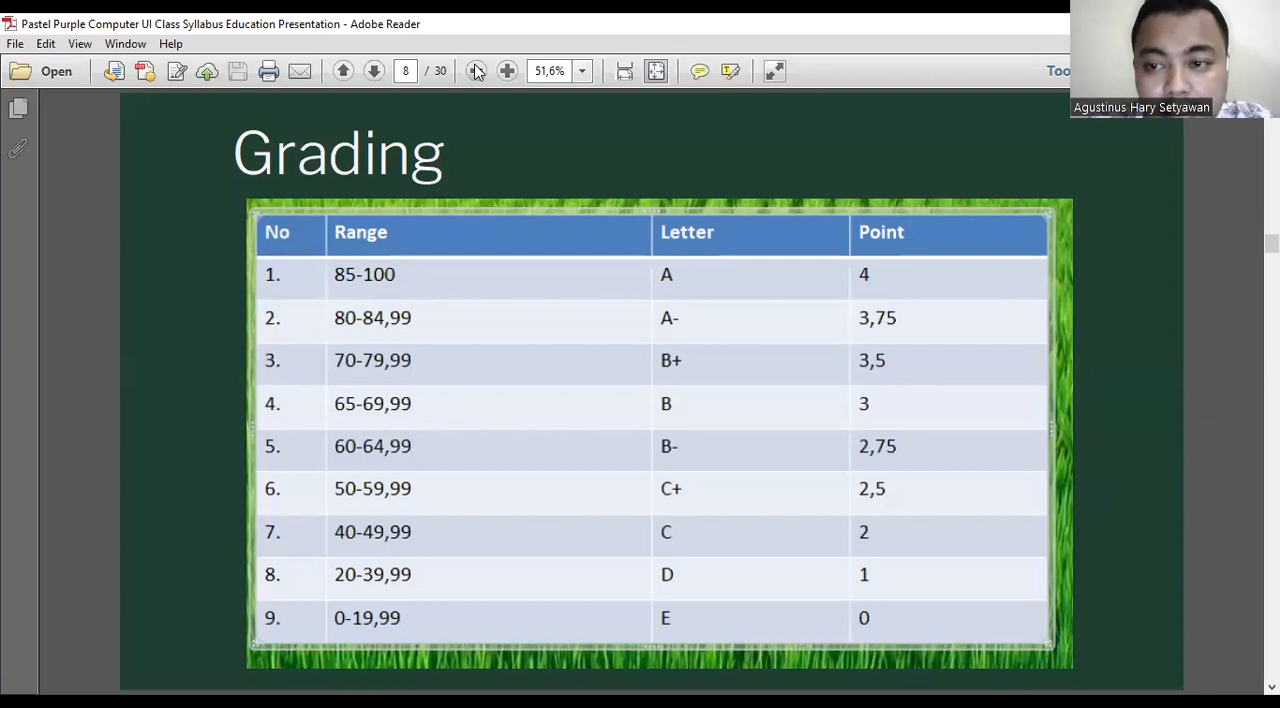 Pastel Purple Computer UI Class Syllabus Education Presentation - Adobe Reader
File Edit View Window Help
Open 8 / 30 51,6% Too
Agustinus Hary Setyawan
Grading
No Range Letter Point
1. 85-100 A 4
2. 80-84,99 A- 3,75
3. 70-79,99 B+ 3,5
4. 65-69,99 B 3
5. 60-64,99 B- 2,75
6. 50-59,99 C+ 2,5
7. 40-49,99 C 2
8. 20-39,99 D 1
9. 0-19,99 E 0